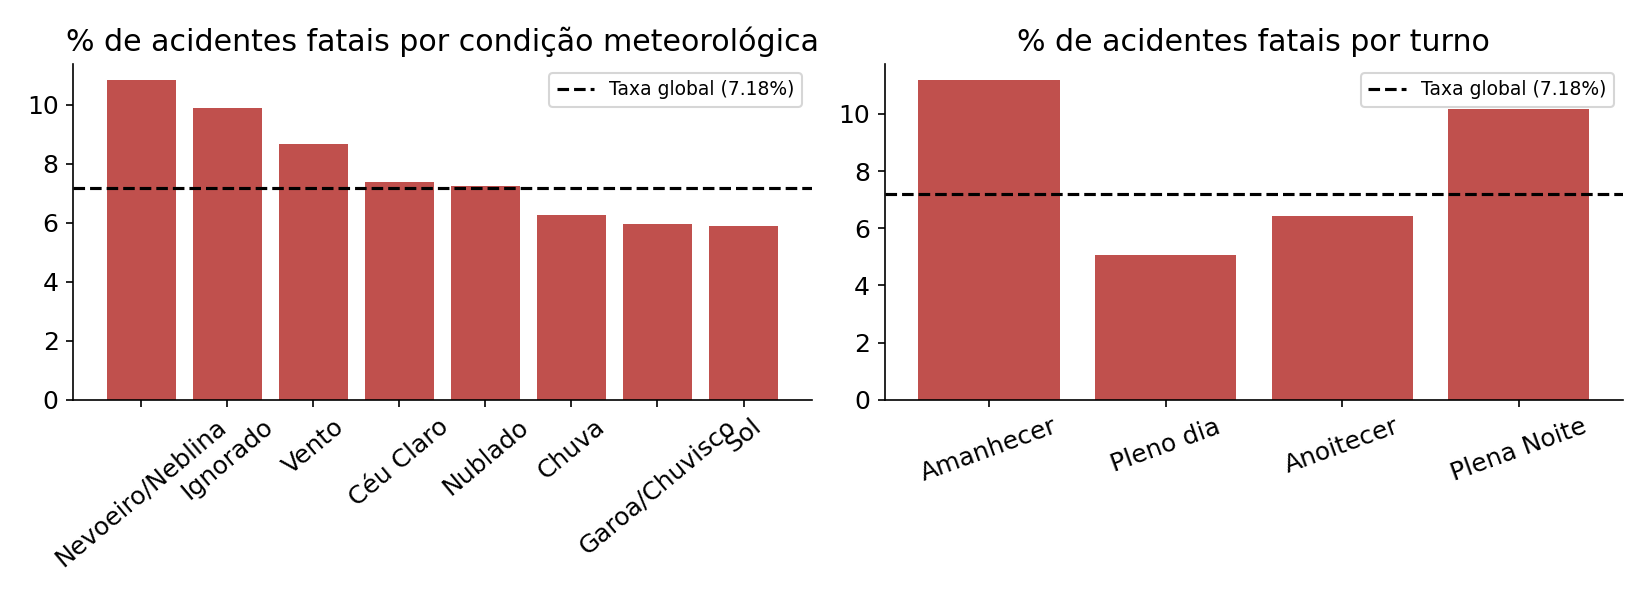 % de acidentes fatais por condição meteorológica
Taxa global (7.18%)
10
8
6
4
2
0
Nevoeiro/Neblina
Ignorado
Vento
Céu Claro
Nublado
Chuva
Garoa/Chuvisco
Sol
% de acidentes fatais por turno
Taxa global (7.18%)
10
8
6
4
2
0
Amanhecer
Pleno dia
Anoitecer
Plena Noite